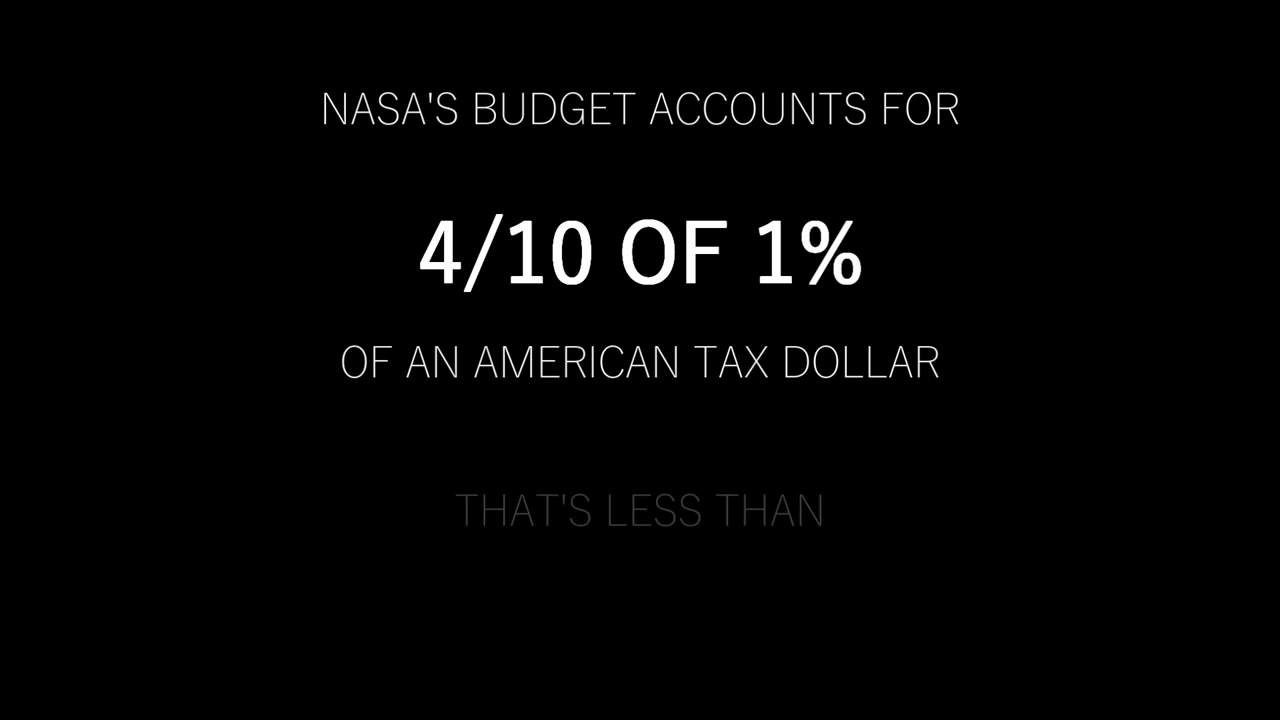 NASA'S BUDGET ACCOUNTS FOR
4/10 OF 1%
OF AN AMERICAN TAX DOLLAR
THAT'S LESS THAN